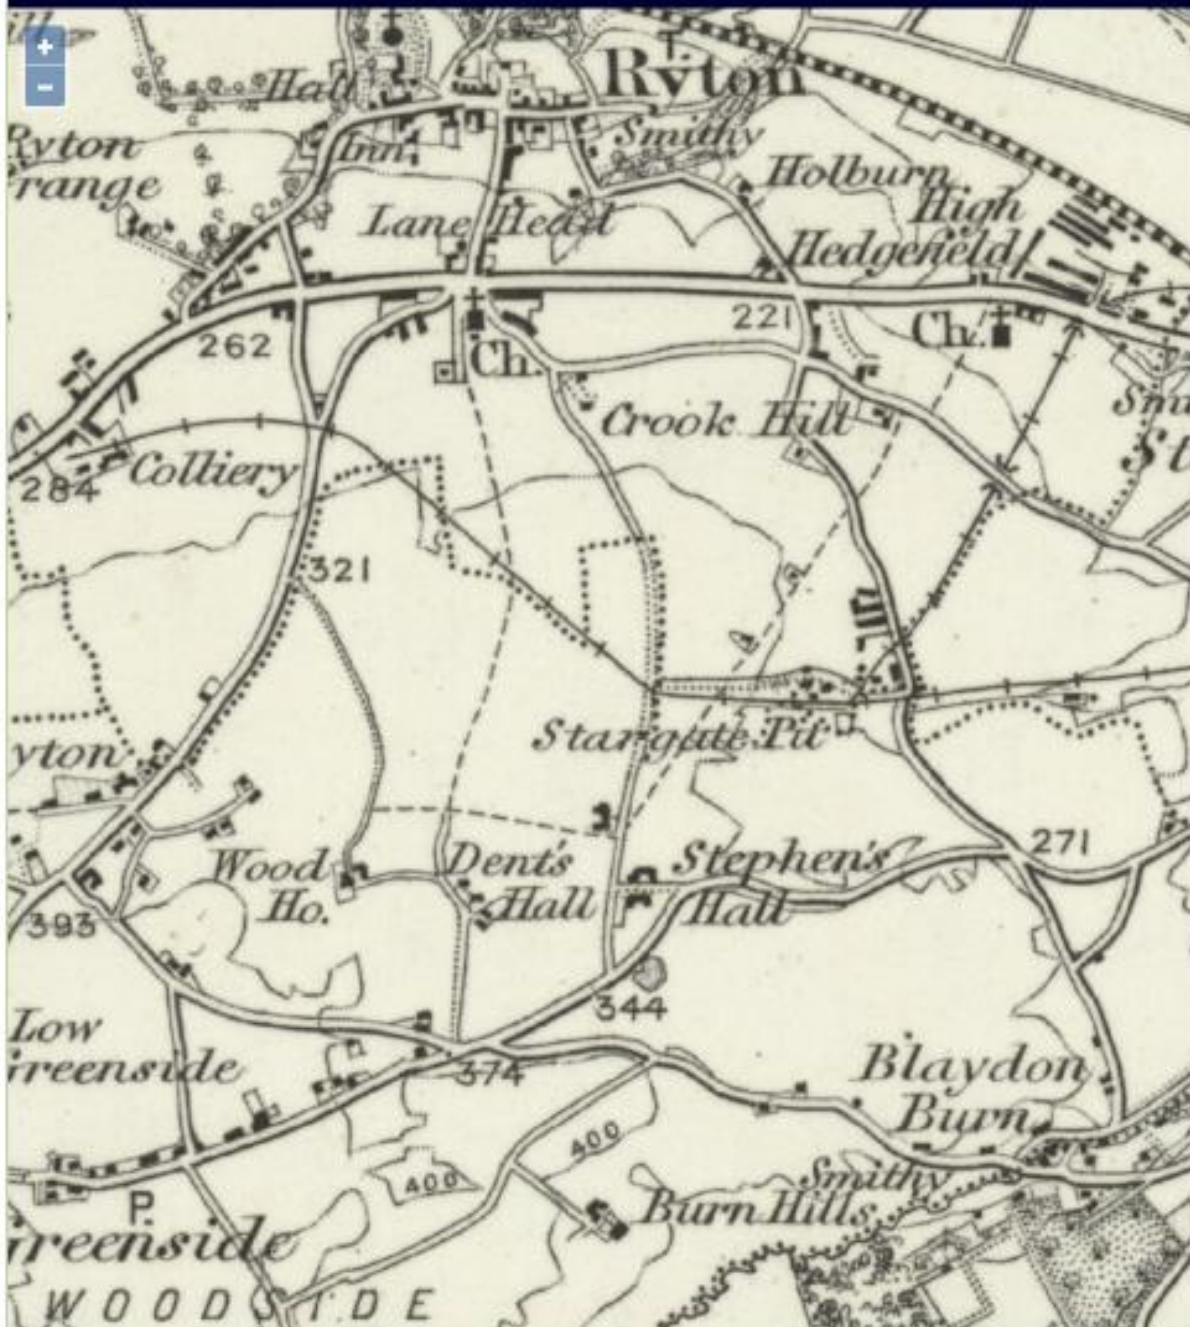 +
-
Hall
T.
Ryton
Ryton
range
Inn
Smithy
Holburn
Lane Head
High
Hedgefield
262
221
Ch.
Ch.
Crook Hill
284
Colliery
321
yton
Stargate Pit
271
Wood
Ho.
Dent's
Hall
Stephen's
Hall
393
344
Low
Greenside
374
Blaydon
Burn
400
400
P.
Smithy
Burn Hills
Greenside
WOODSIDE